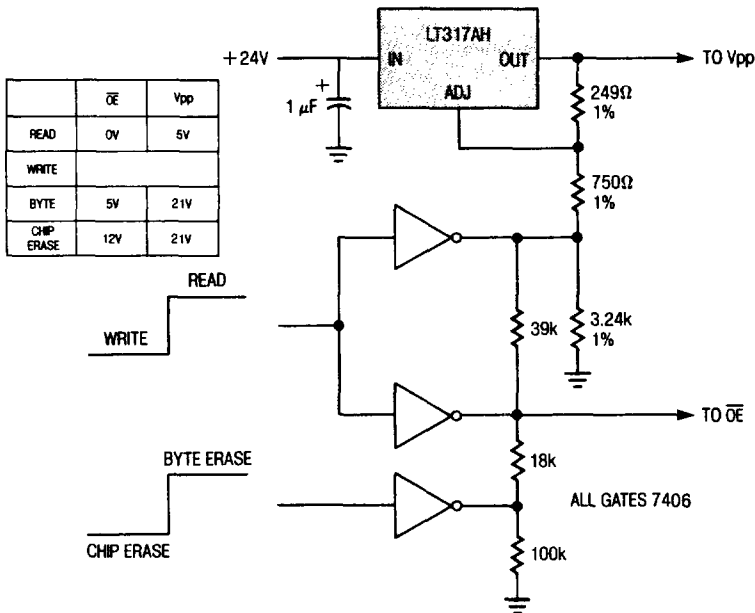 LT317AH
+24V
IN
OUT
TO Vpp
ADJ
+
1 μF
249Ω
1%
O̅E̅
Vpp
READ
0V
5V
WRITE
BYTE
5V
21V
CHIP
ERASE
12V
21V
750Ω
1%
READ
WRITE
39k
3.24k
1%
TO O̅E̅
BYTE ERASE
18k
ALL GATES 7406
CHIP ERASE
100k